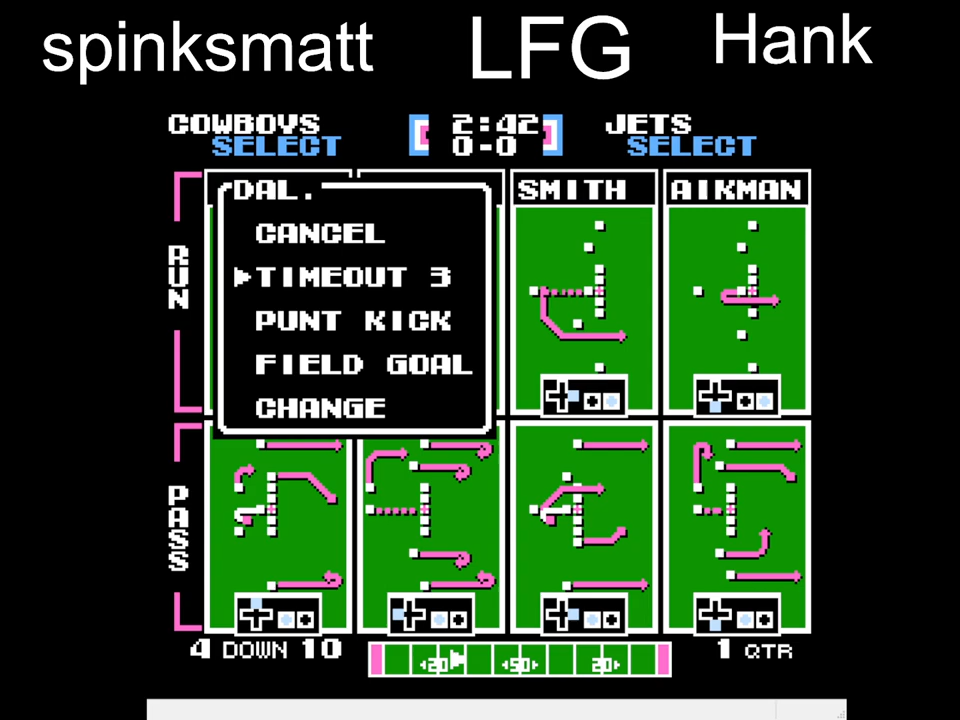 spinksmatt LFG Hank
COWBOYS 2:42 JETS
SELECT 0-0 SELECT
DAL. SMITH AIKMAN
CANCEL
TIMEOUT 3
PUNT KICK
FIELD GOAL
CHANGE
RUN
PASS
4 DOWN 10 1 QTR
20 50 20